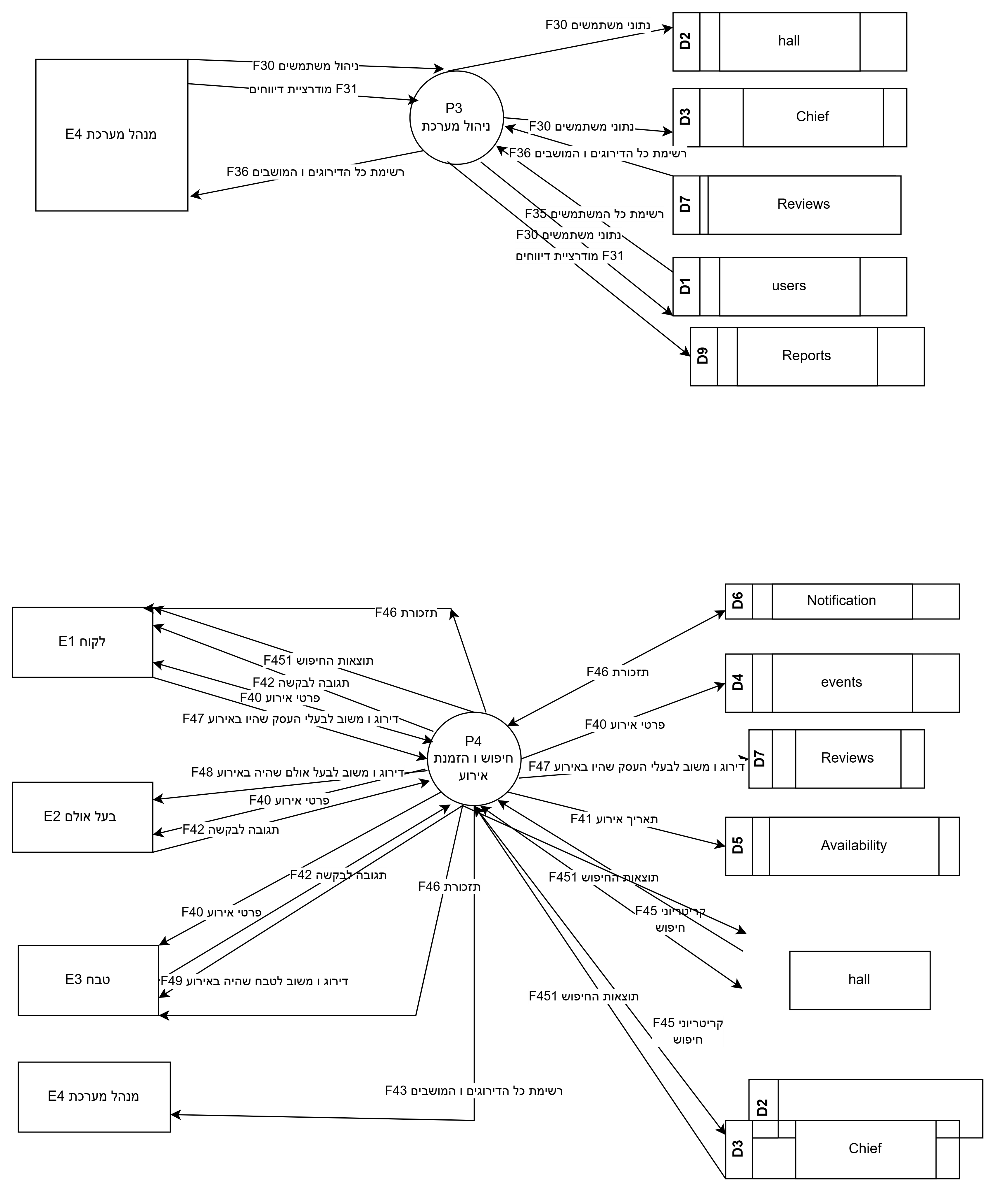 D2
hall
F30 נתוני משתמשים
F30 ניהול משתמשים
F31 מודרציית דיווחים
E4 מנהל מערכת
P3
ניהול מערכת
D3
Chief
F30 נתוני משתמשים
F36 רשימת כל הדירוגים ו המושבים
F36 רשימת כל הדירוגים ו המושבים
D7
Reviews
F35 רשימת כל המשתמשים
F30 נתוני משתמשים
F31 מודרציית דיווחים
D1
users
D9
Reports
D6
Notification
F46 תזכורת
E1 לקוח
F451 תוצאות החיפוש
F42 תגובה לבקשה
F40 פרטי אירוע
F47 דירוג ו משוב לבעלי העסק שהיו באירוע
F46 תזכורת
D4
events
F40 פרטי אירוע
P4
חיפוש ו הזמנת
אירוע
F47 דירוג ו משוב לבעלי העסק שהיו באירוע
D7
Reviews
F48 דירוג ו משוב לבעל אולם שהיה באירוע
F40 פרטי אירוע
E2 בעל אולם
F42 תגובה לבקשה
F41 תאריך אירוע
D5
Availability
F42 תגובה לבקשה
F46 תזכורת
F451 תוצאות החיפוש
F40 פרטי אירוע
F45 קריטריוני
חיפוש
E3 טבח
F49 דירוג ו משוב לטבח שהיה באירוע
hall
F451 תוצאות החיפוש
F45 קריטריוני
חיפוש
E4 מנהל מערכת
F43 רשימת כל הדירוגים ו המושבים
D2
D3
Chief